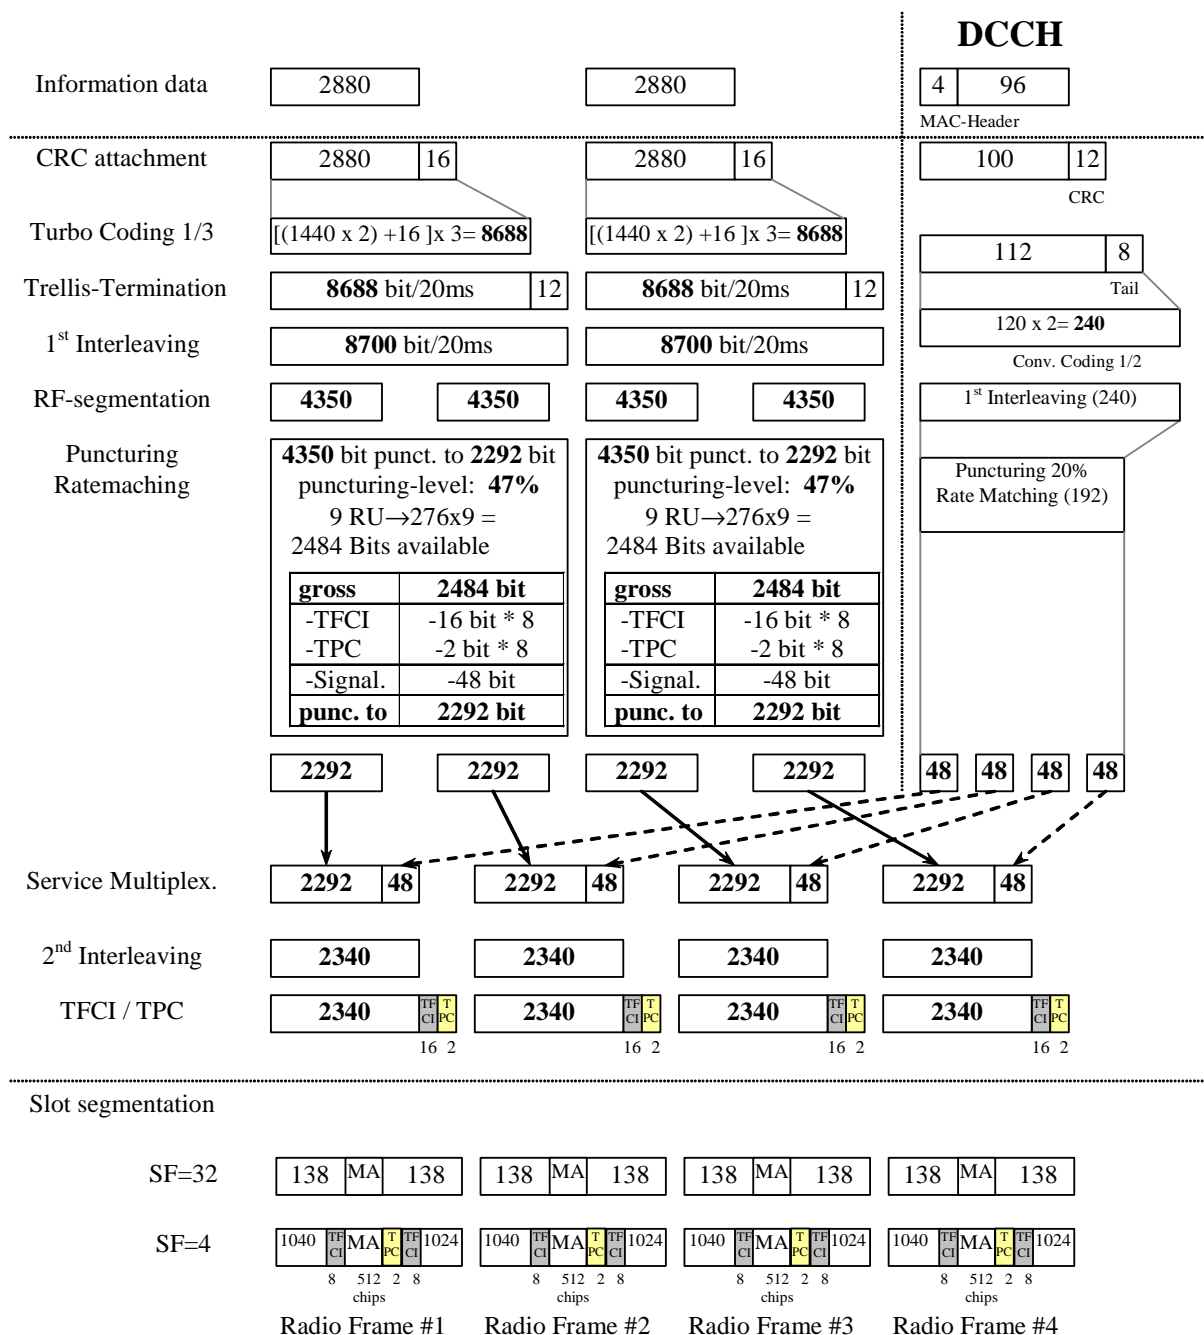 DCCH
Information data 2880 2880 4 96
MAC-Header
CRC attachment 2880 16 2880 16 100 12
CRC
Turbo Coding 1/3 [(1440 x 2) +16 ]x 3= 8688 [(1440 x 2) +16 ]x 3= 8688
112 8
Trellis-Termination 8688 bit/20ms 12 8688 bit/20ms 12 Tail
120 x 2= 240
1st Interleaving 8700 bit/20ms 8700 bit/20ms
Conv. Coding 1/2
RF-segmentation 4350 4350 4350 4350 1st Interleaving (240)
Puncturing 4350 bit punct. to 2292 bit 4350 bit punct. to 2292 bit
Ratemaching puncturing-level: 47% puncturing-level: 47%
Puncturing 20%
Rate Matching (192)
9 RU→276x9 = 9 RU→276x9 =
2484 Bits available 2484 Bits available
gross 2484 bit gross 2484 bit
-TFCI -16 bit * 8 -TFCI -16 bit * 8
-TPC -2 bit * 8 -TPC -2 bit * 8
-Signal. -48 bit -Signal. -48 bit
punc. to 2292 bit punc. to 2292 bit
2292 2292 2292 2292 48 48 48 48
Service Multiplex. 2292 48 2292 48 2292 48 2292 48
2nd Interleaving 2340 2340 2340 2340
TFCI / TPC 2340 TF CI T PC 2340 TF CI T PC 2340 TF CI T PC 2340 TF CI T PC
16 2 16 2 16 2 16 2
Slot segmentation
SF=32 138 MA 138 138 MA 138 138 MA 138 138 MA 138
SF=4 1040 TF CI MA T PC TF CI 1024 1040 TF CI MA T PC TF CI 1024 1040 TF CI MA T PC TF CI 1024 1040 TF CI MA T PC TF CI 1024
8 512 2 8 8 512 2 8 8 512 2 8 8 512 2 8
chips chips chips chips
Radio Frame #1 Radio Frame #2 Radio Frame #3 Radio Frame #4